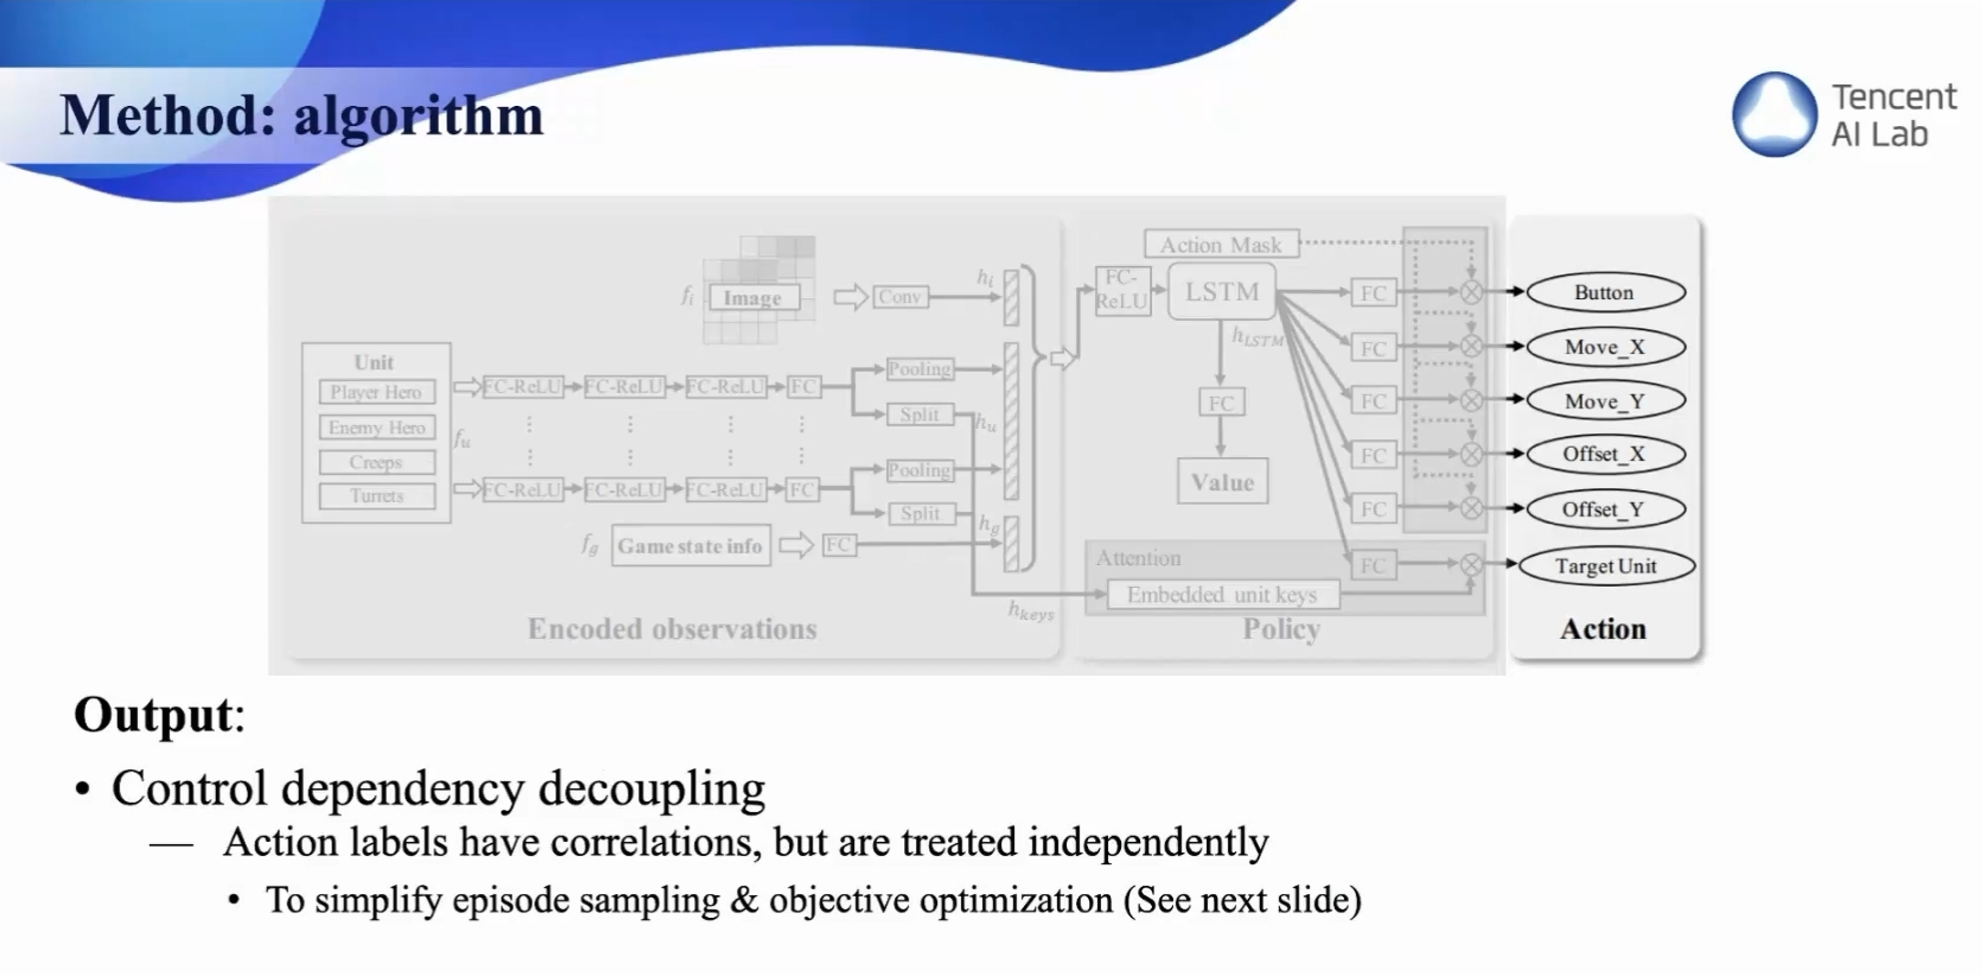 Method: algorithm
Tencent
AI Lab
f_i
Image
Conv
h_i
Unit
Player Hero
Enemy Hero
Creeps
Turrets
f_u
FC-ReLU
FC-ReLU
FC-ReLU
FC
Pooling
Split
h_u
FC-ReLU
FC-ReLU
FC-ReLU
FC
Pooling
Split
f_g
Game state info
FC
h_g
h_keys
Encoded observations
Action Mask
FC-
ReLU
LSTM
h_LSTM
FC
Value
FC
FC
FC
FC
FC
Attention
FC
Embedded unit keys
Policy
Button
Move_X
Move_Y
Offset_X
Offset_Y
Target Unit
Action
Output:
• Control dependency decoupling
— Action labels have correlations, but are treated independently
• To simplify episode sampling & objective optimization (See next slide)